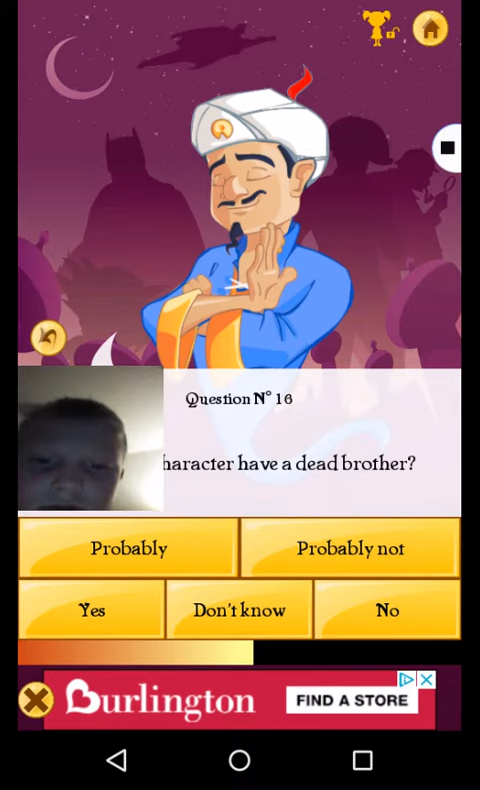 Question N° 16
haracter have a dead brother?
Probably
Probably not
Yes
Don't know
No
Burlington
FIND A STORE